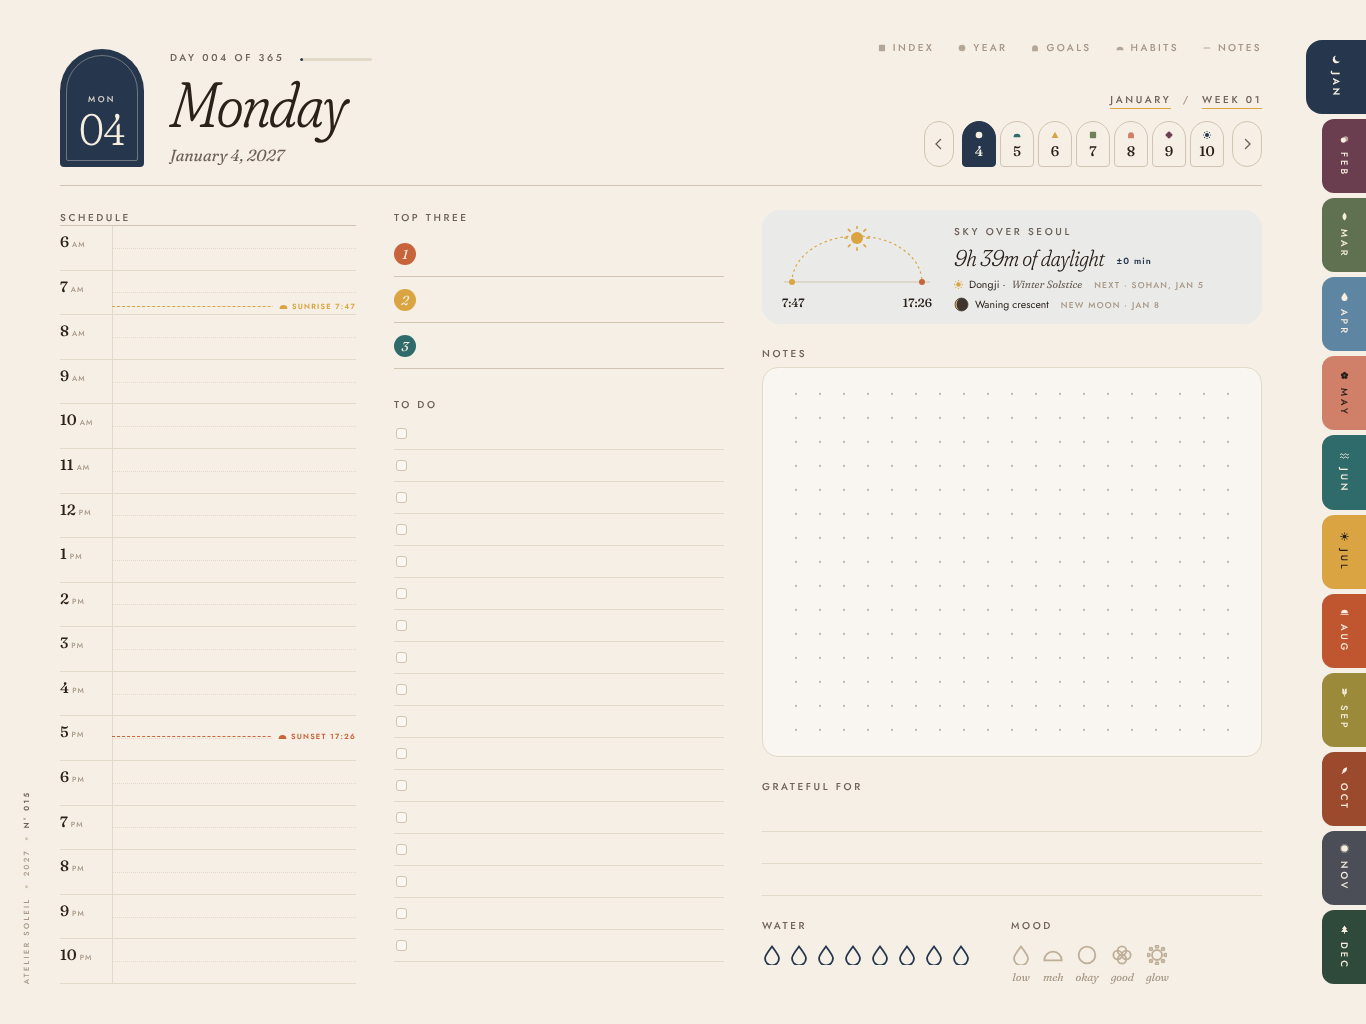 DAY 004 OF 365
MON
04
Monday
January 4, 2027
INDEX
YEAR
GOALS
HABITS
NOTES
JANUARY / WEEK 01
4
5
6
7
8
9
10
SCHEDULE
6 AM
7 AM
SUNRISE 7:47
8 AM
9 AM
10 AM
11 AM
12 PM
1 PM
2 PM
3 PM
4 PM
5 PM
SUNSET 17:26
6 PM
7 PM
8 PM
9 PM
10 PM
TOP THREE
1
2
3
TO DO
SKY OVER SEOUL
9h 39m of daylight ±0 min
Dongji · Winter Solstice NEXT · SOHAN, JAN 5
Waning crescent NEW MOON · JAN 8
7:47
17:26
NOTES
GRATEFUL FOR
WATER
MOOD
low
meh
okay
good
glow
JAN
FEB
MAR
APR
MAY
JUN
JUL
AUG
SEP
OCT
NOV
DEC
ATELIER SOLEIL • 2027 • N° 015